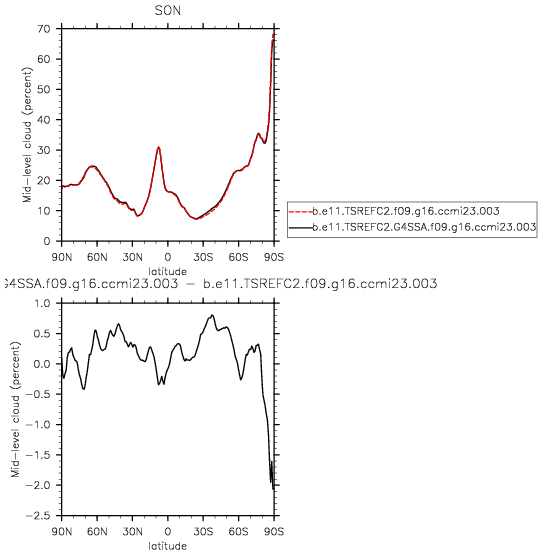 SON
70
60
50
40
30
20
10
0
Mid-level cloud (percent)
90N 60N 30N 0 30S 60S 90S
latitude
b.e11.TSREFC2.f09.g16.ccmi23.003
b.e11.TSREFC2.G4SSA.f09.g16.ccmi23.003
G4SSA.f09.g16.ccmi23.003 - b.e11.TSREFC2.f09.g16.ccmi23.003
1.0
0.5
0.0
-0.5
-1.0
-1.5
-2.0
-2.5
Mid-level cloud (percent)
90N 60N 30N 0 30S 60S 90S
latitude